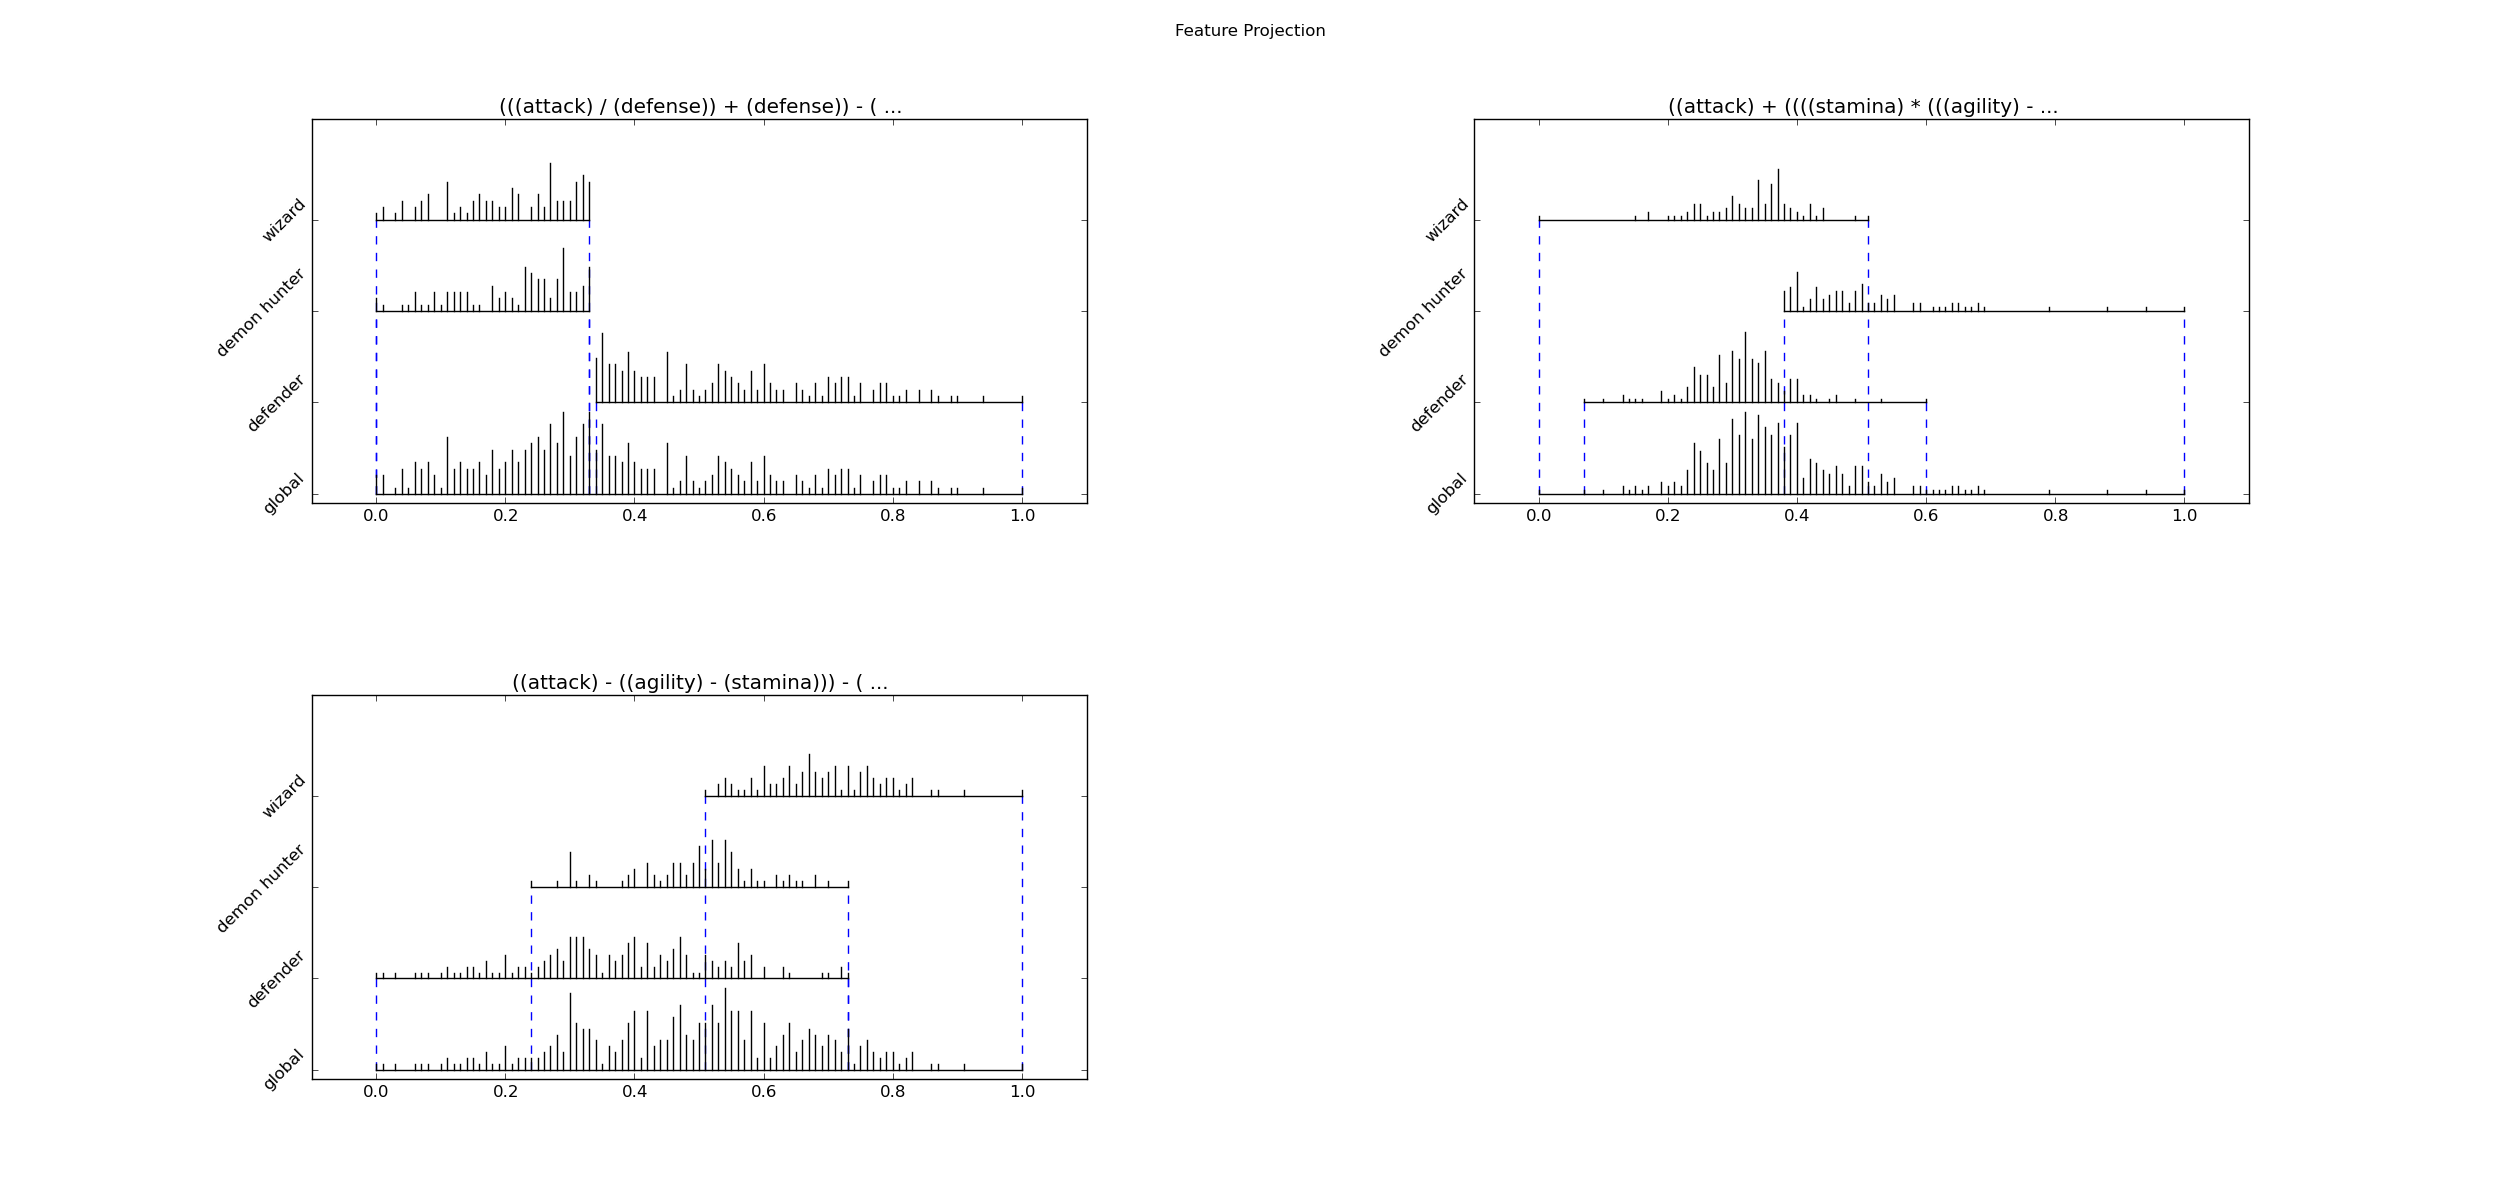 Feature Projection
(((attack) / (defense)) + (defense)) - ( ...
wizard
demon hunter
defender
global
0.0 0.2 0.4 0.6 0.8 1.0
((attack) + ((((stamina) * (((agility) - ...
wizard
demon hunter
defender
global
0.0 0.2 0.4 0.6 0.8 1.0
((attack) - ((agility) - (stamina))) - ( ...
wizard
demon hunter
defender
global
0.0 0.2 0.4 0.6 0.8 1.0